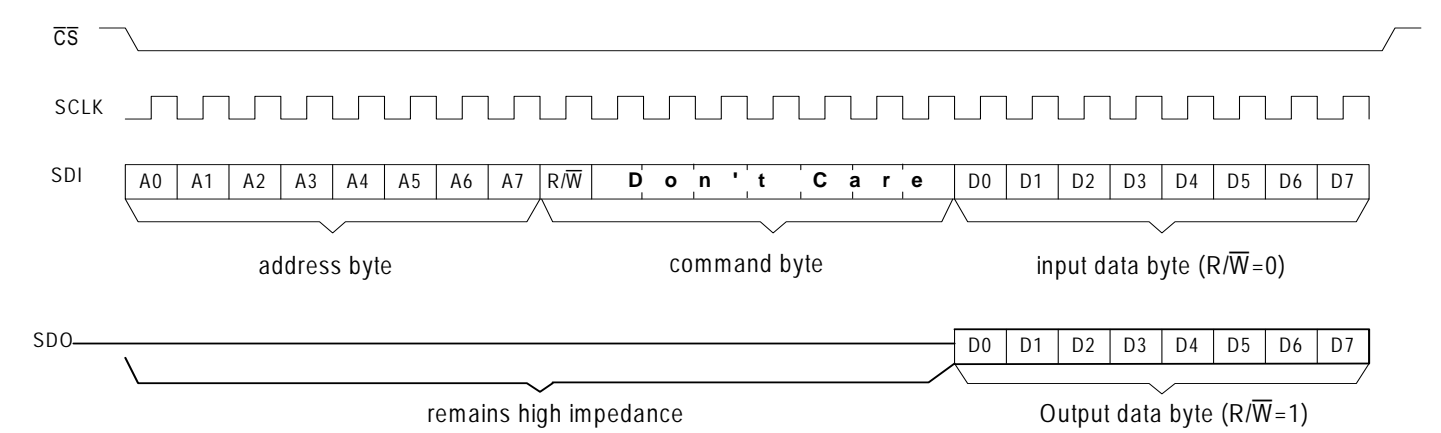 C̅S̅
SCLK
SDI A0 A1 A2 A3 A4 A5 A6 A7 R/W̅ Don't Care D0 D1 D2 D3 D4 D5 D6 D7
address byte command byte input data byte (R/W̅=0)
SDO D0 D1 D2 D3 D4 D5 D6 D7
remains high impedance Output data byte (R/W̅=1)